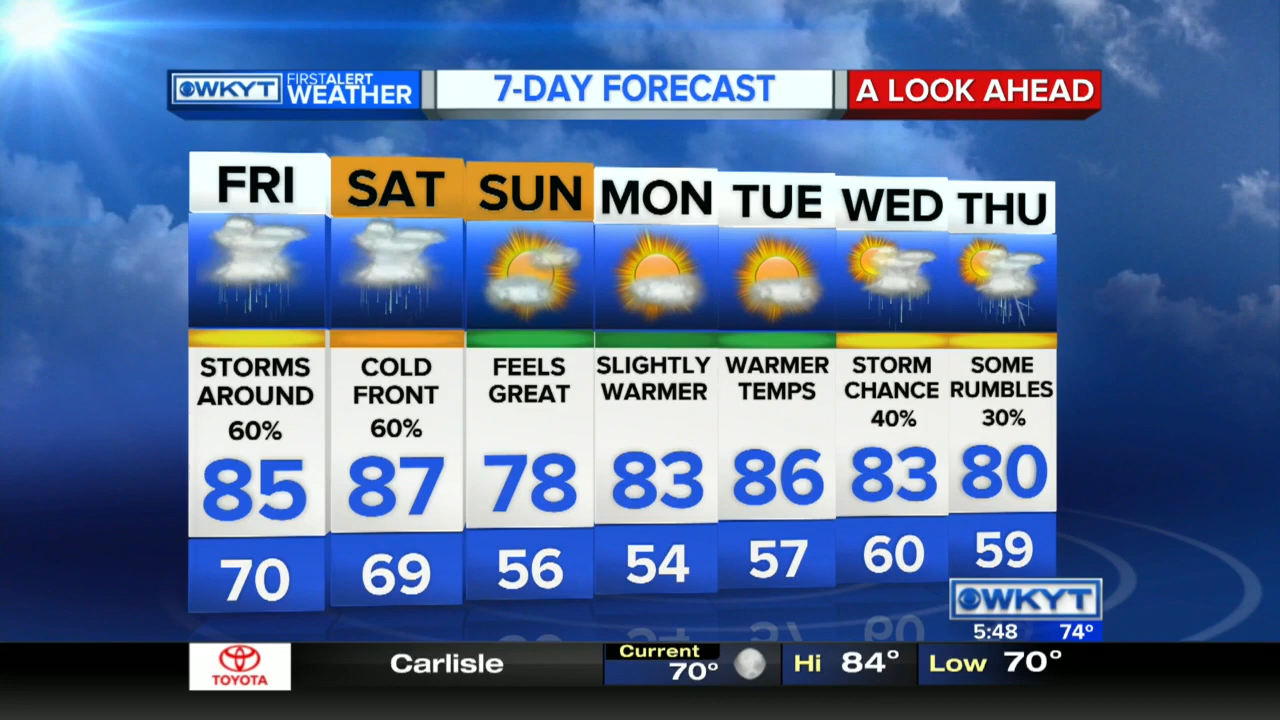 WKYT FIRST ALERT WEATHER 7-DAY FORECAST A LOOK AHEAD
FRI SAT SUN MON TUE WED THU
STORMS COLD FEELS SLIGHTLY WARMER STORM SOME
AROUND FRONT GREAT WARMER TEMPS CHANCE RUMBLES
60% 60% 40% 30%
85 87 78 83 86 83 80
70 69 56 54 57 60 59
WKYT
5:48 74°
TOYOTA Carlisle Current 70° Hi 84° Low 70°